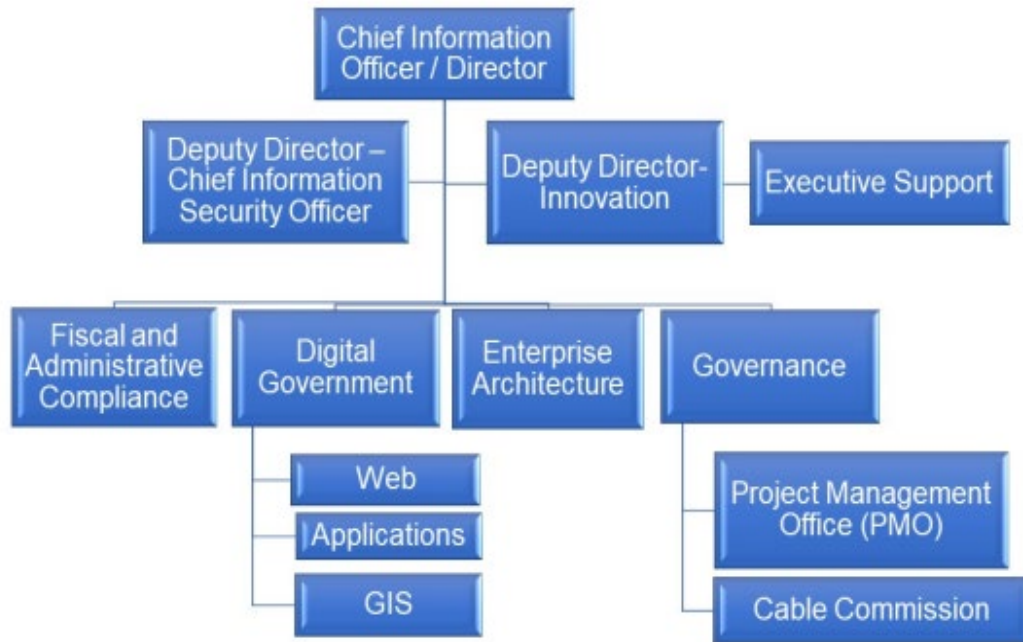 Chief Information
Officer / Director
Deputy Director –
Chief Information
Security Officer
Deputy Director-
Innovation
Executive Support
Fiscal and
Administrative
Compliance
Digital
Government
Enterprise
Architecture
Governance
Web
Applications
GIS
Project Management
Office (PMO)
Cable Commission